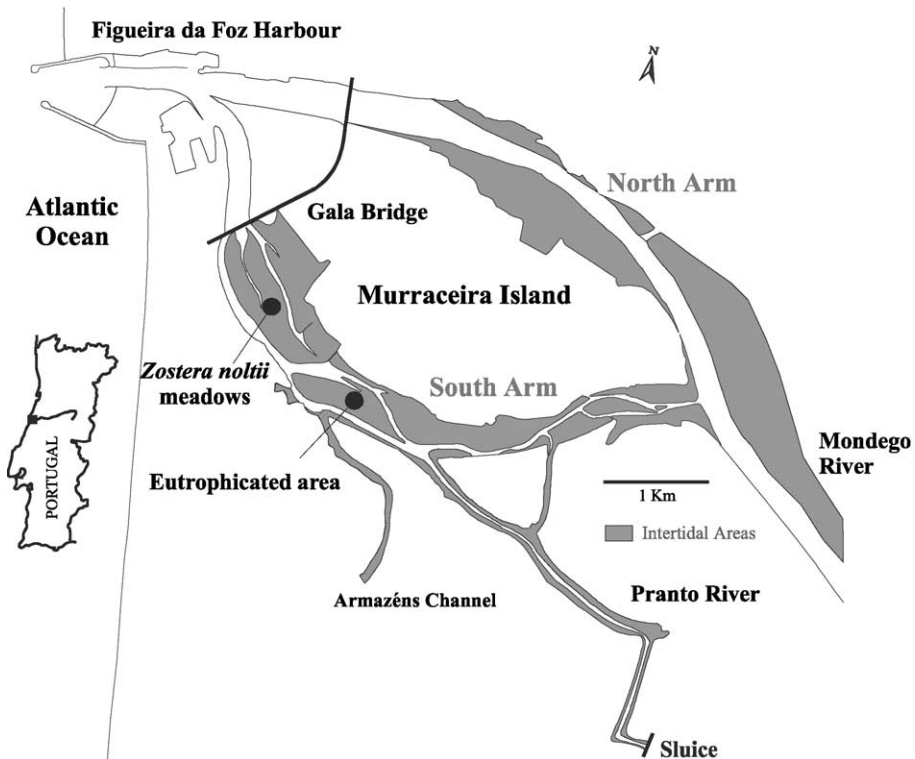 Figueira da Foz Harbour
N
North Arm
Atlantic
Ocean
Gala Bridge
Murraceira Island
Zostera noltii
meadows
South Arm
PORTUGAL
Eutrophicated area
Mondego
River
1 Km
Intertidal Areas
Armazéns Channel
Pranto River
Sluice